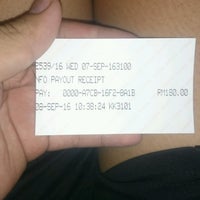 2539/16 WED 07-SEP-163100
NFO PAYOUT RECEIPT
PAY: 0000-A7CB-16F2-8A1B RM180.00
08-SEP-16 10:38:24 KK3101